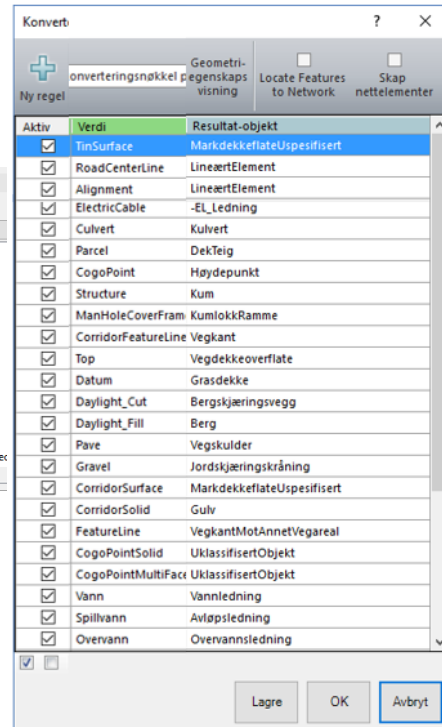 Konverte
?
Ny regel
onverteringsnøkkel p
Geometri-
egenskaps
visning
Locate Features
to Network
Skap
nettelementer
Aktiv Verdi Resultat-objekt
TinSurface MarkdekkeflateUspesifisert
RoadCenterLine LineærtElement
Alignment LineærtElement
ElectricCable -EL_Ledning
Culvert Kulvert
Parcel DekTeig
CogoPoint Høydepunkt
Structure Kum
ManHoleCoverFram KumlokkRamme
CorridorFeatureLine Vegkant
Top Vegdekkeoverflate
Datum Grasdekke
Daylight_Cut Bergskjæringsvegg
Daylight_Fill Berg
Pave Vegskulder
Gravel Jordskjæringskråning
CorridorSurface MarkdekkeflateUspesifisert
CorridorSolid Gulv
FeatureLine VegkantMotAnnetVegareal
CogoPointSolid UklassifisertObjekt
CogoPointMultiFace UklassifisertObjekt
Vann Vannledning
Spillvann Avløpsledning
Overvann Overvannsledning
Lagre OK Avbryt